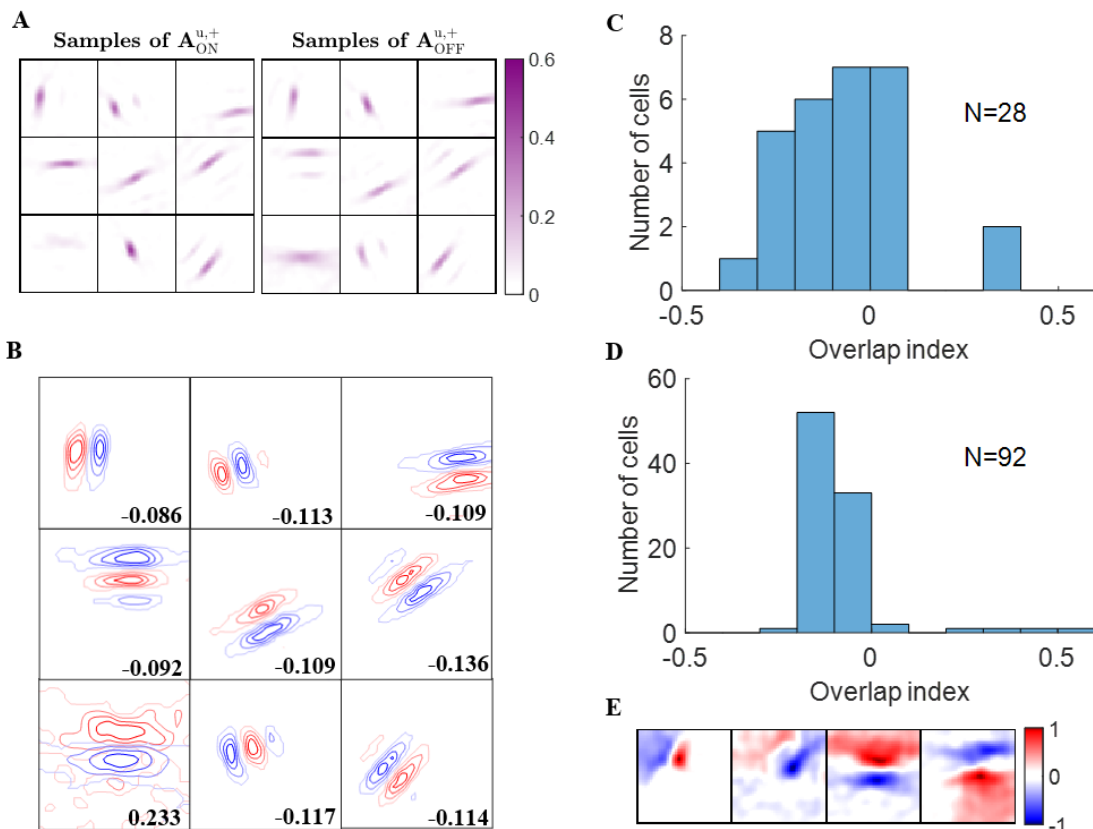 A
Samples of A^{u,+}_{ON}
Samples of A^{u,+}_{OFF}
0.6
0.4
0.2
0
B
-0.086
-0.113
-0.109
-0.092
-0.109
-0.136
0.233
-0.117
-0.114
C
8
6
4
2
0
Number of cells
N=28
-0.5
0
0.5
Overlap index
D
60
40
20
0
Number of cells
N=92
-0.5
0
0.5
Overlap index
E
1
0
-1